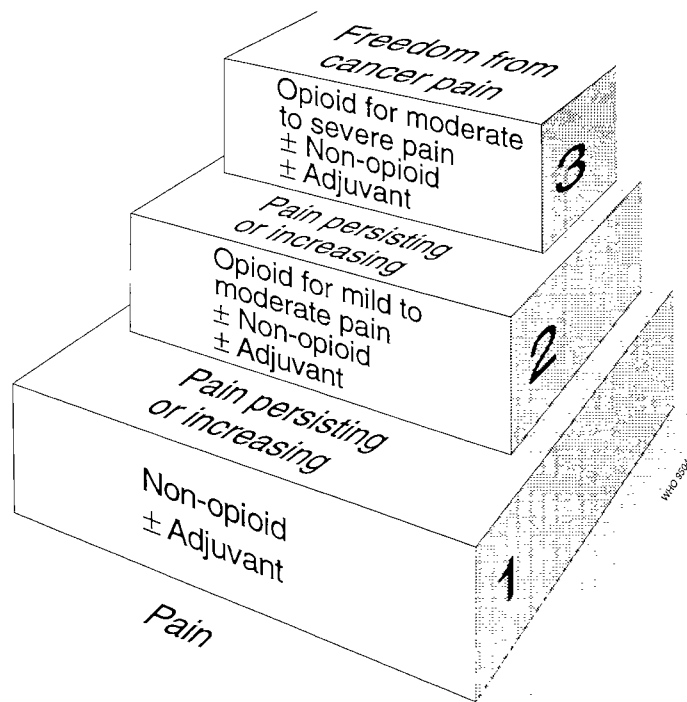 Freedom from
cancer pain
Opioid for moderate
to severe pain
± Non-opioid
± Adjuvant
3
Pain persisting
or increasing
Opioid for mild to
moderate pain
± Non-opioid
± Adjuvant
2
Pain persisting
or increasing
Non-opioid
± Adjuvant
1
Pain
WHO